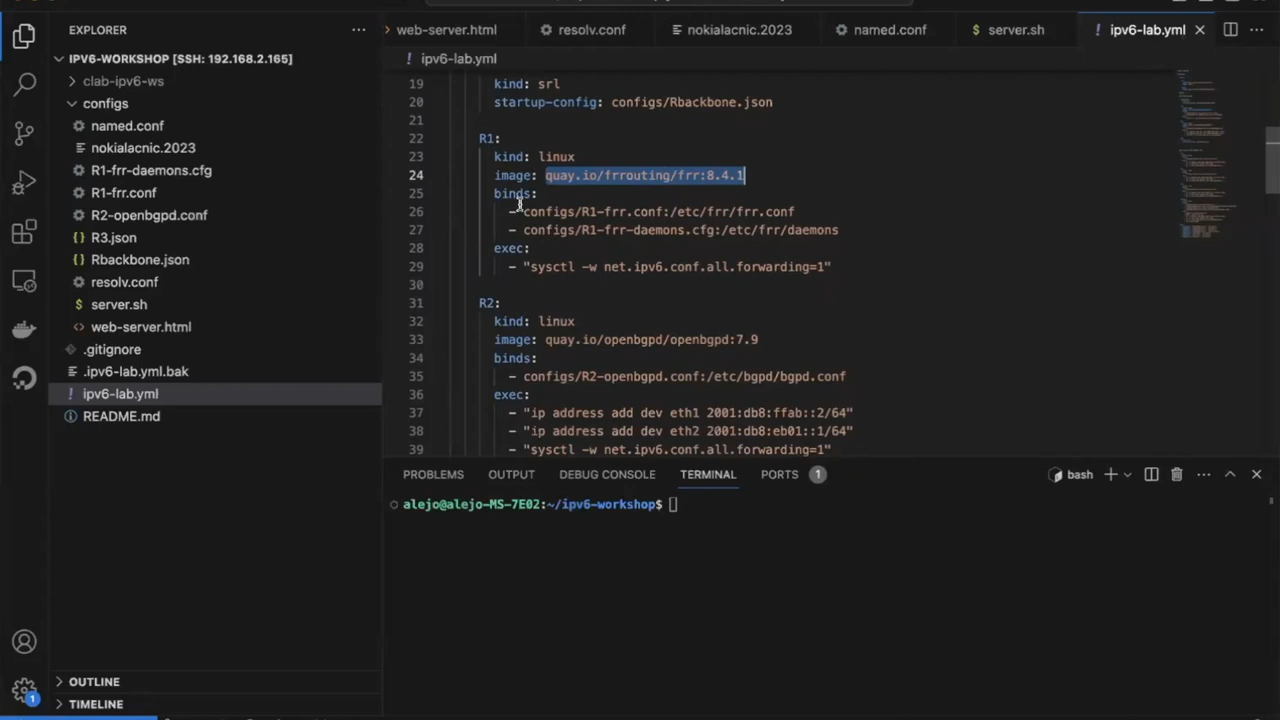 EXPLORER
IPV6-WORKSHOP [SSH: 192.168.2.165]
clab-ipv6-ws
configs
named.conf
nokialacnic.2023
R1-frr-daemons.cfg
R1-frr.conf
R2-openbgpd.conf
R3.json
Rbackbone.json
resolv.conf
server.sh
web-server.html
.gitignore
.ipv6-lab.yml.bak
ipv6-lab.yml
README.md
OUTLINE
TIMELINE
1
web-server.html
resolv.conf
nokialacnic.2023
named.conf
$ server.sh
! ipv6-lab.yml
! ipv6-lab.yml
19 kind: srl
20 startup-config: configs/Rbackbone.json
21
22 R1:
23 kind: linux
24 image: quay.io/frrouting/frr:8.4.1
25 binds:
26 - configs/R1-frr.conf:/etc/frr/frr.conf
27 - configs/R1-frr-daemons.cfg:/etc/frr/daemons
28 exec:
29 - "sysctl -w net.ipv6.conf.all.forwarding=1"
30
31 R2:
32 kind: linux
33 image: quay.io/openbgpd/openbgpd:7.9
34 binds:
35 - configs/R2-openbgpd.conf:/etc/bgpd/bgpd.conf
36 exec:
37 - "ip address add dev eth1 2001:db8:ffab::2/64"
38 - "ip address add dev eth2 2001:db8:eb01::1/64"
39 - "sysctl -w net.ipv6.conf.all.forwarding=1"
PROBLEMS OUTPUT DEBUG CONSOLE TERMINAL PORTS 1 bash
alejo@alejo-MS-7E02:~/ipv6-workshop$